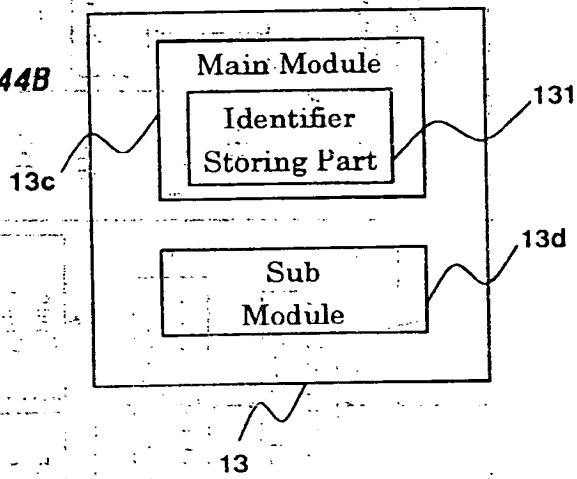 44B
Main Module
Identifier
Storing Part
131
13c
13d
Sub
Module
13